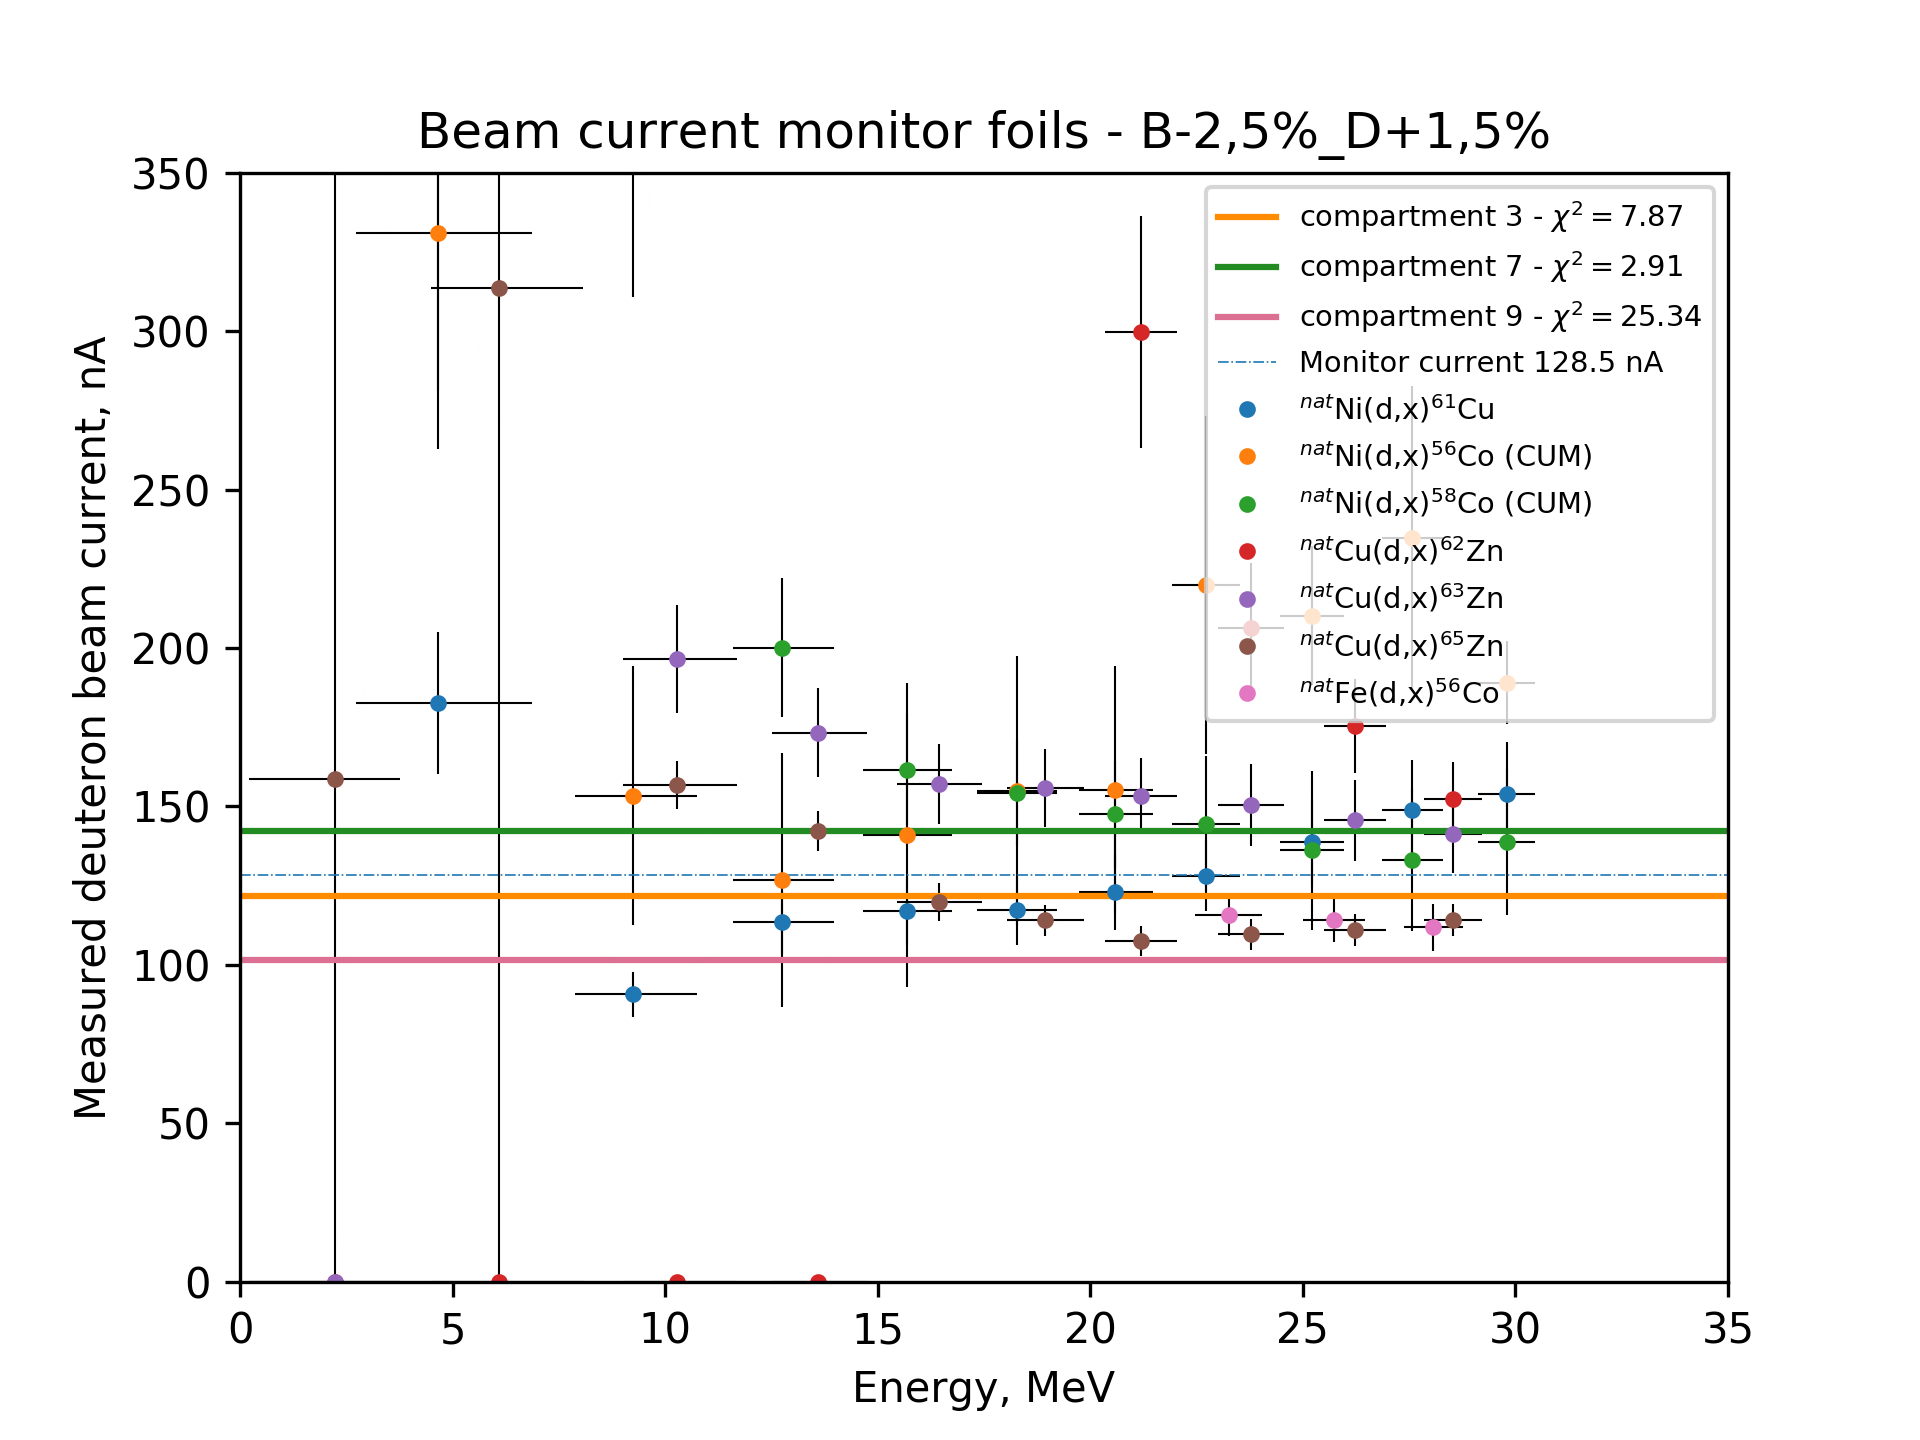 Beam current monitor foils - B-2,5%_D+1,5%
Measured deuteron beam current, nA
350
300
250
200
150
100
50
0
compartment 3 - χ² = 7.87
compartment 7 - χ² = 2.91
compartment 9 - χ² = 25.34
Monitor current 128.5 nA
ⁿᵃᵗNi(d,x)⁶¹Cu
ⁿᵃᵗNi(d,x)⁵⁶Co (CUM)
ⁿᵃᵗNi(d,x)⁵⁸Co (CUM)
ⁿᵃᵗCu(d,x)⁶²Zn
ⁿᵃᵗCu(d,x)⁶³Zn
ⁿᵃᵗCu(d,x)⁶⁵Zn
ⁿᵃᵗFe(d,x)⁵⁶Co
0 5 10 15 20 25 30 35
Energy, MeV